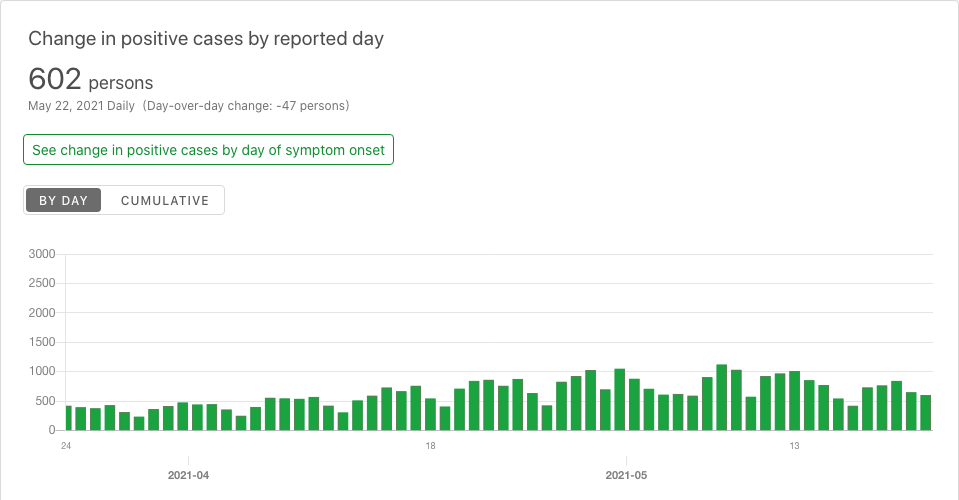 Change in positive cases by reported day
602 persons
May 22, 2021 Daily (Day-over-day change: -47 persons)
See change in positive cases by day of symptom onset
BY DAY CUMULATIVE
3000
2500
2000
1500
1000
500
0
24 18 13
2021-04 2021-05